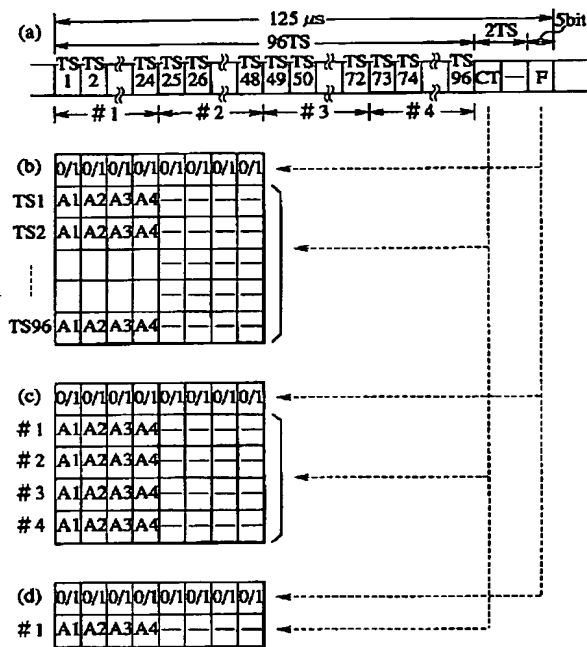 125 μs
(a)
96TS 2TS 5bit
TS TS TS TS TS TS TS TS TS TS TS TS
1 2 24 25 26 48 49 50 72 73 74 96 CT — F
#1 #2 #3 #4
(b) 0/1 0/1 0/1 0/1 0/1 0/1 0/1 0/1
TS1 A1 A2 A3 A4 — — — —
TS2 A1 A2 A3 A4 — — — —
— — — —
— — — —
TS96 A1 A2 A3 A4 — — — —
(c) 0/1 0/1 0/1 0/1 0/1 0/1 0/1 0/1
#1 A1 A2 A3 A4 — — — —
#2 A1 A2 A3 A4 — — — —
#3 A1 A2 A3 A4 — — — —
#4 A1 A2 A3 A4 — — — —
(d) 0/1 0/1 0/1 0/1 0/1 0/1 0/1 0/1
#1 A1 A2 A3 A4 — — — —